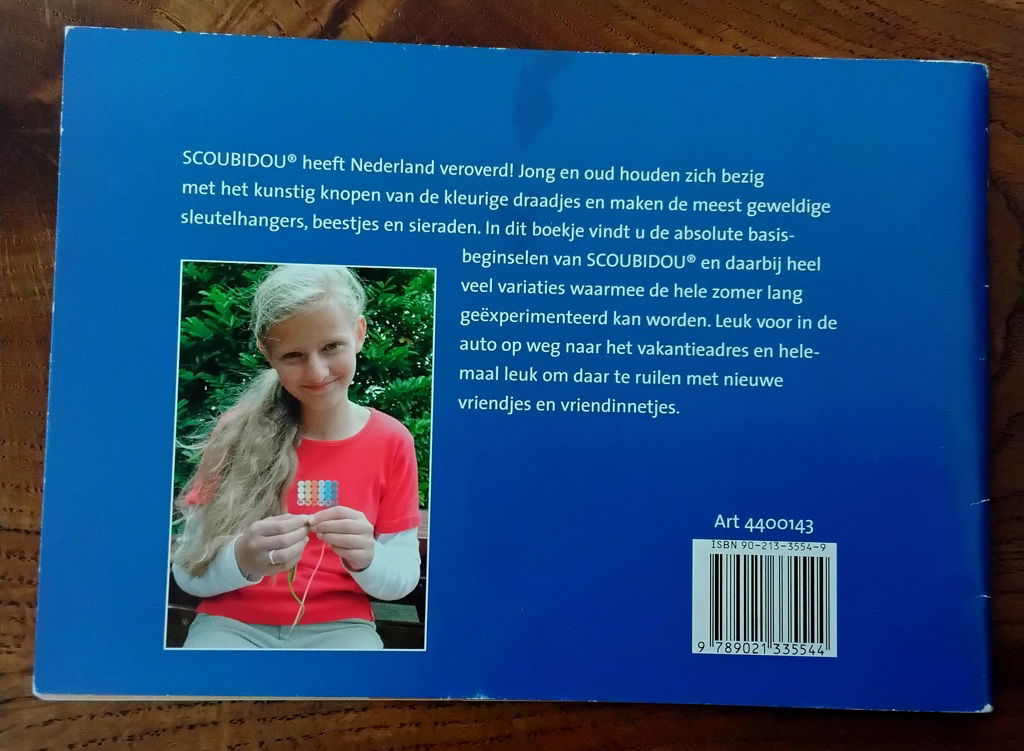 SCOUBIDOU® heeft Nederland veroverd! Jong en oud houden zich bezig
met het kunstig knopen van de kleurige draadjes en maken de meest geweldige
sleutelhangers, beestjes en sieraden. In dit boekje vindt u de absolute basis-
beginselen van SCOUBIDOU® en daarbij heel
veel variaties waarmee de hele zomer lang
geëxperimenteerd kan worden. Leuk voor in de
auto op weg naar het vakantieadres en hele-
maal leuk om daar te ruilen met nieuwe
vriendjes en vriendinnetjes.
Art 4400143
ISBN 90-213-3554-9
9 789021 335544